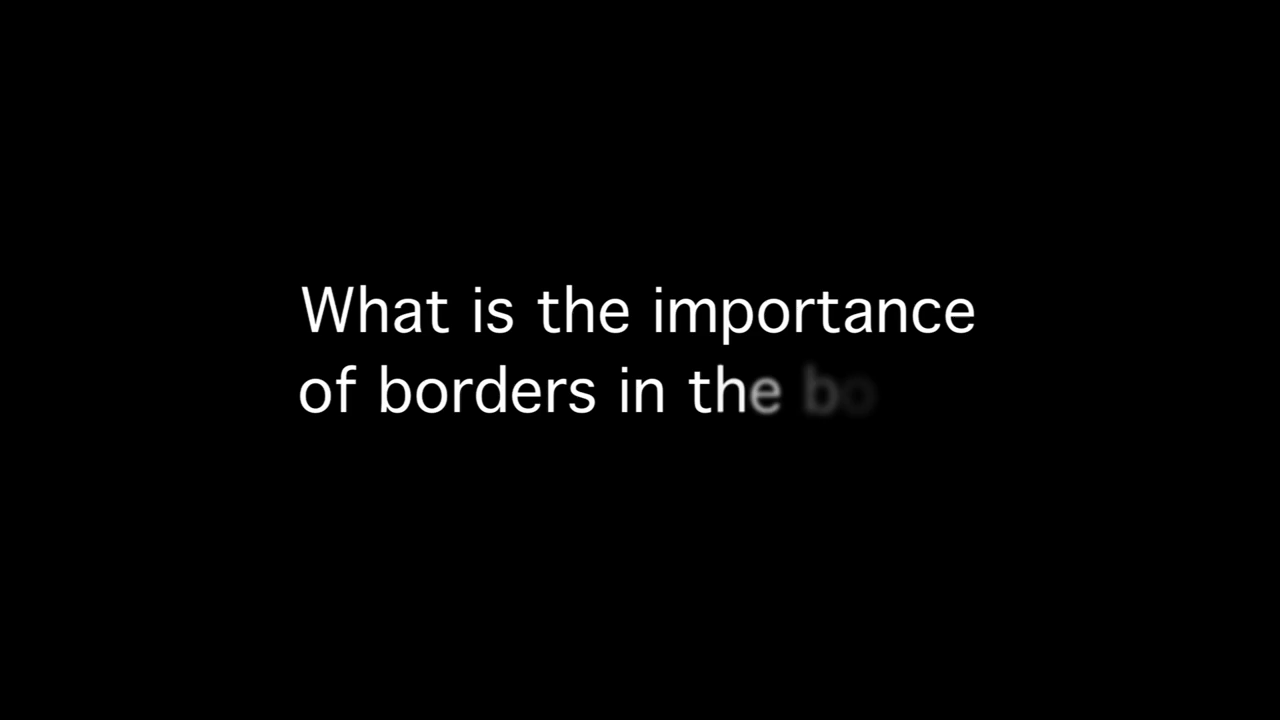 What is the importance
of borders in the